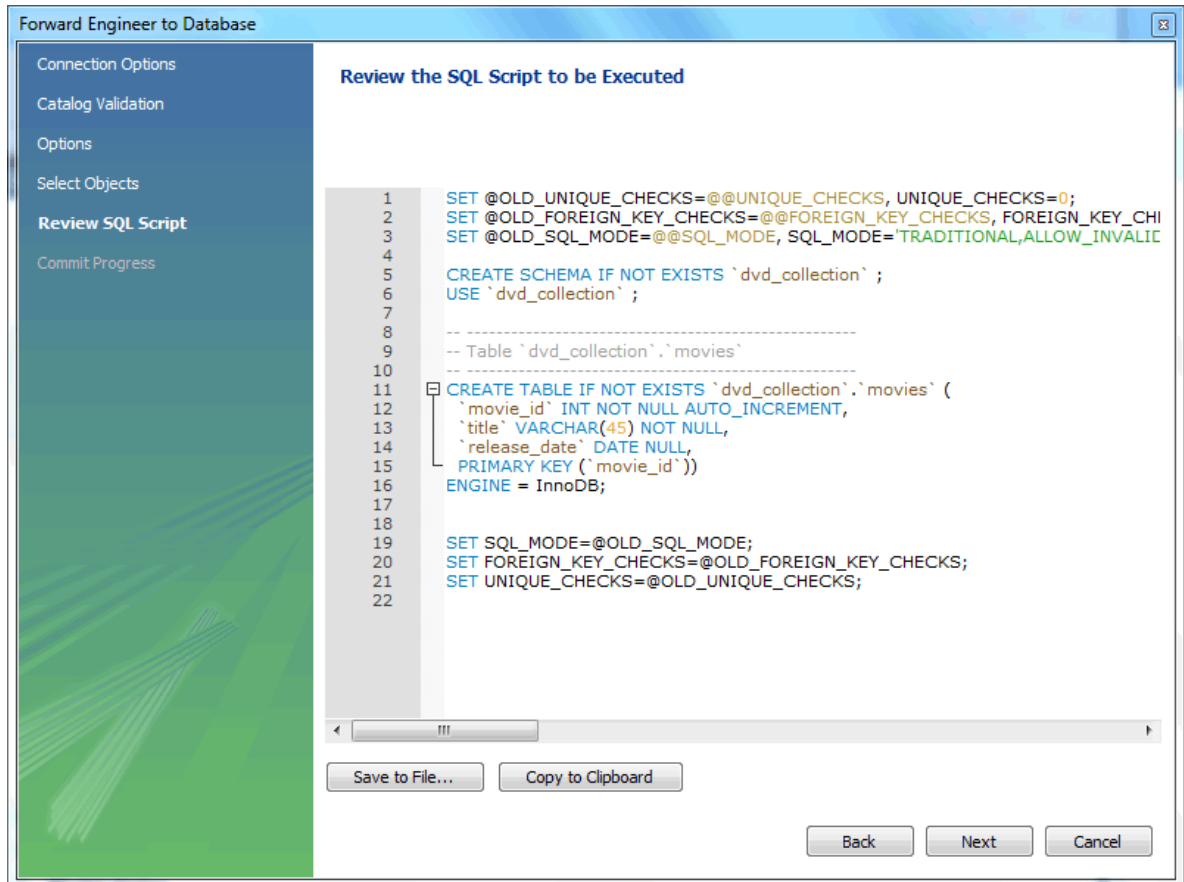 Forward Engineer to Database
Connection Options
Catalog Validation
Options
Select Objects
Review SQL Script
Commit Progress
Review the SQL Script to be Executed
1 SET @OLD_UNIQUE_CHECKS=@@UNIQUE_CHECKS, UNIQUE_CHECKS=0;
2 SET @OLD_FOREIGN_KEY_CHECKS=@@FOREIGN_KEY_CHECKS, FOREIGN_KEY_CHI
3 SET @OLD_SQL_MODE=@@SQL_MODE, SQL_MODE='TRADITIONAL,ALLOW_INVALID
4
5 CREATE SCHEMA IF NOT EXISTS `dvd_collection` ;
6 USE `dvd_collection` ;
7
8 -- -----------------------------------------------------
9 -- Table `dvd_collection`.`movies`
10 -- -----------------------------------------------------
11 CREATE TABLE IF NOT EXISTS `dvd_collection`.`movies` (
12 `movie_id` INT NOT NULL AUTO_INCREMENT,
13 `title` VARCHAR(45) NOT NULL,
14 `release_date` DATE NULL,
15 PRIMARY KEY (`movie_id`))
16 ENGINE = InnoDB;
17
18
19 SET SQL_MODE=@OLD_SQL_MODE;
20 SET FOREIGN_KEY_CHECKS=@OLD_FOREIGN_KEY_CHECKS;
21 SET UNIQUE_CHECKS=@OLD_UNIQUE_CHECKS;
22
Save to File... Copy to Clipboard
Back Next Cancel